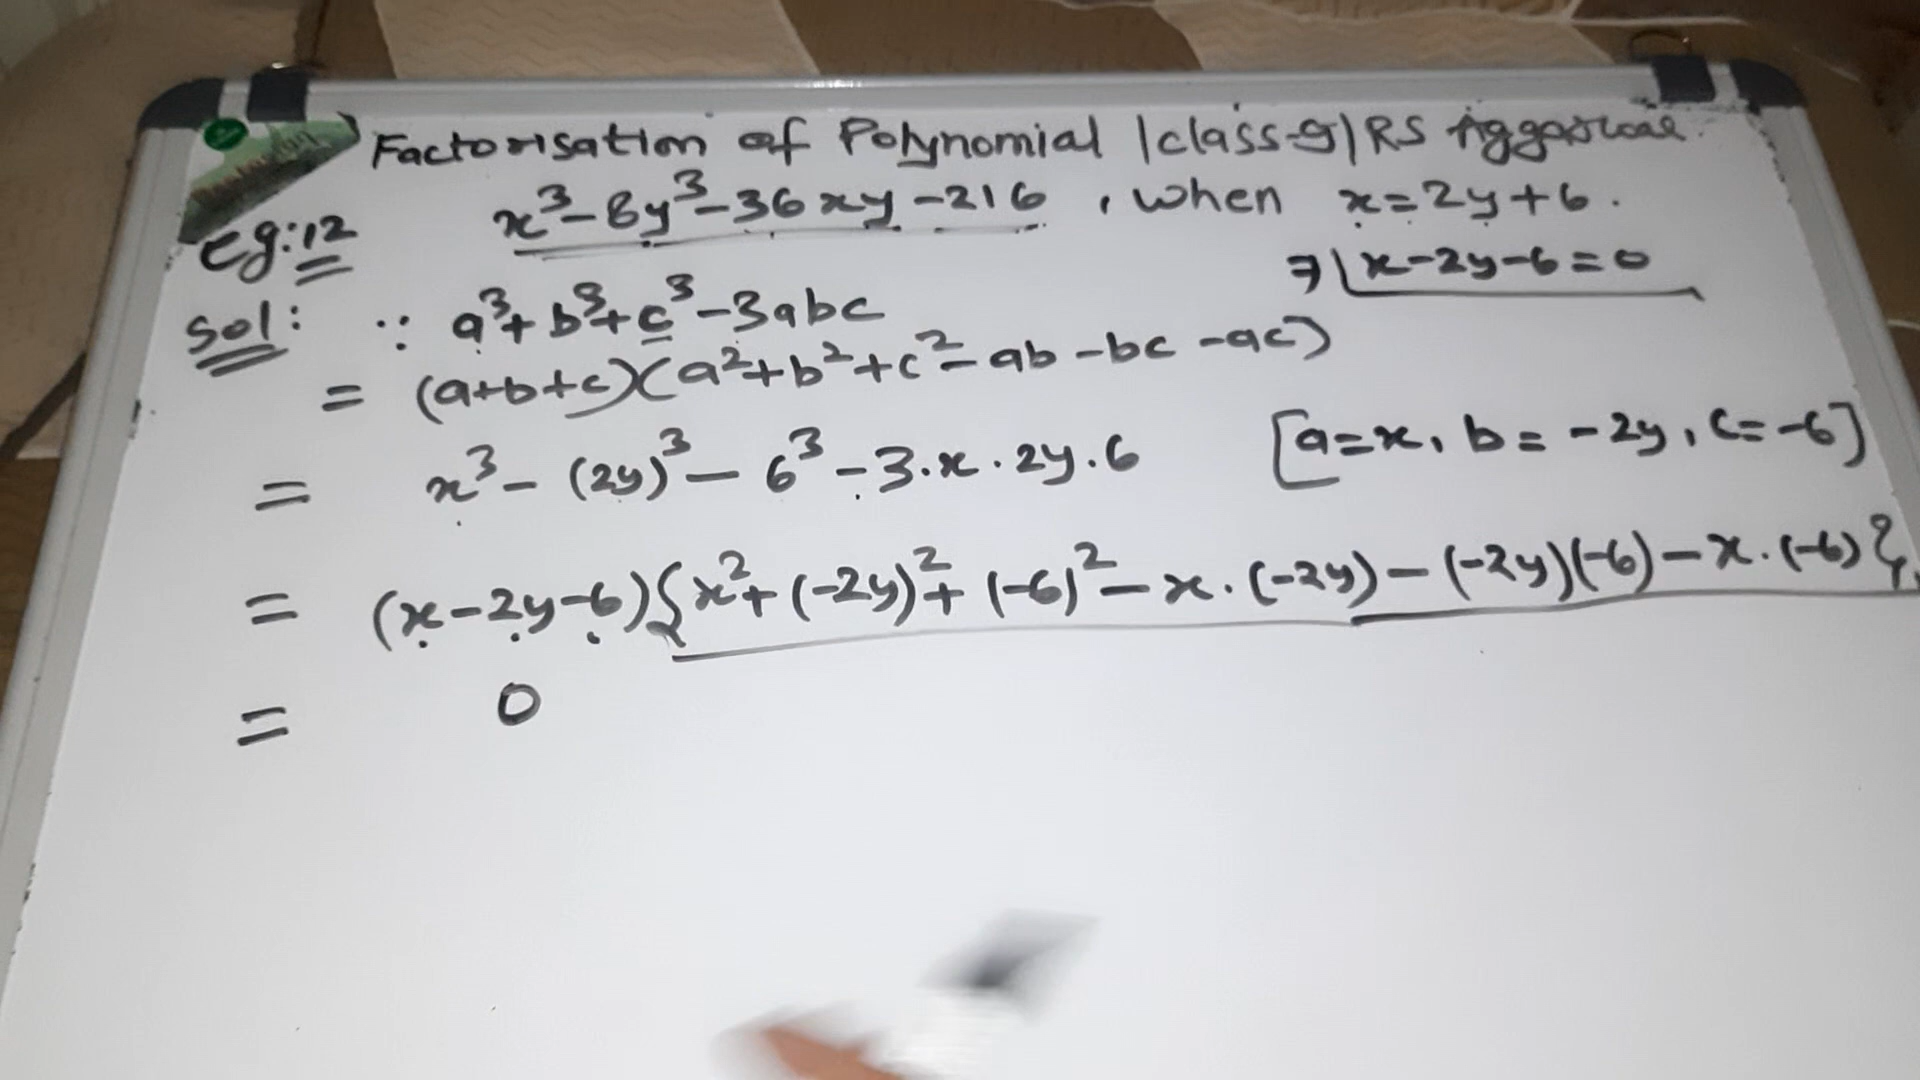 Factorisation of Polynomial |class-9| RS Aggarwal.
eg:12 x³-8y³-36xy-216, when x=2y+6.
⇒ x-2y-6=0
Sol: ∵ a³+b³+c³-3abc
= (a+b+c)(a²+b²+c²-ab-bc-ac)
= x³-(2y)³-6³-3.x.2y.6 [a=x, b=-2y, c=-6]
= (x-2y-6){x²+(-2y)²+(-6)²-x.(-2y)-(-2y)(-6)-x.(-6)}
= 0